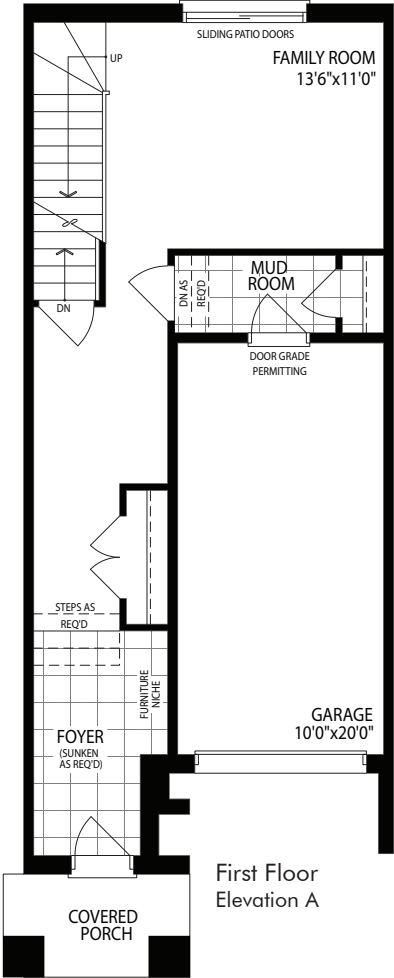 SLIDING PATIO DOORS
UP
FAMILY ROOM
13'6"x11'0"
MUD
ROOM
DN AS
REQ'D
DN
DOOR GRADE
PERMITTING
STEPS AS
REQ'D
FURNITURE
NICHE
FOYER
(SUNKEN
AS REQ'D)
GARAGE
10'0"x20'0"
First Floor
Elevation A
COVERED
PORCH